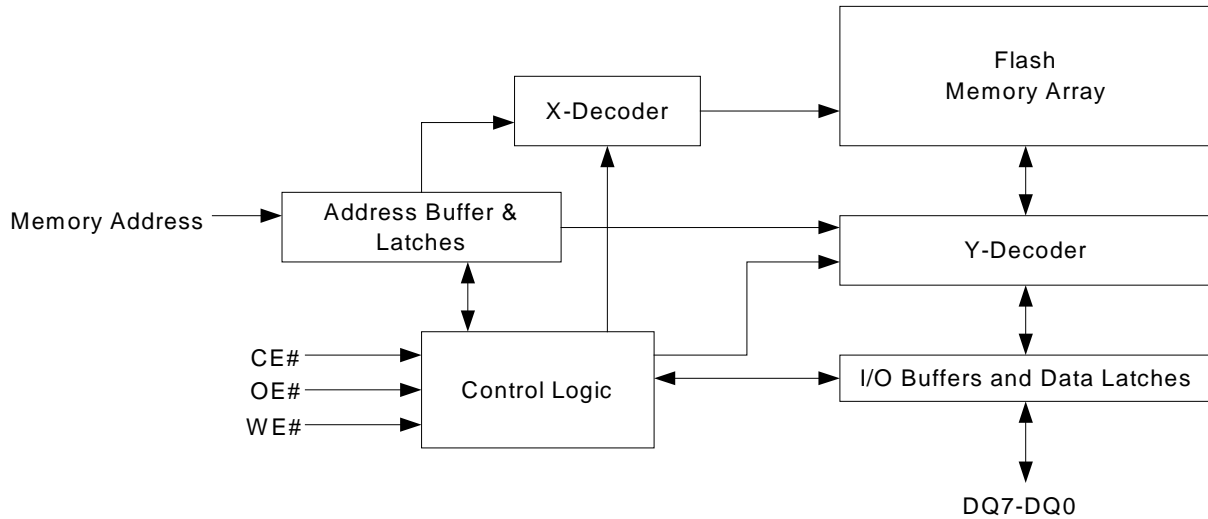 Flash
Memory Array
X-Decoder
Memory Address
Address Buffer &
Latches
Y-Decoder
CE#
OE#
WE#
Control Logic
I/O Buffers and Data Latches
DQ7-DQ0